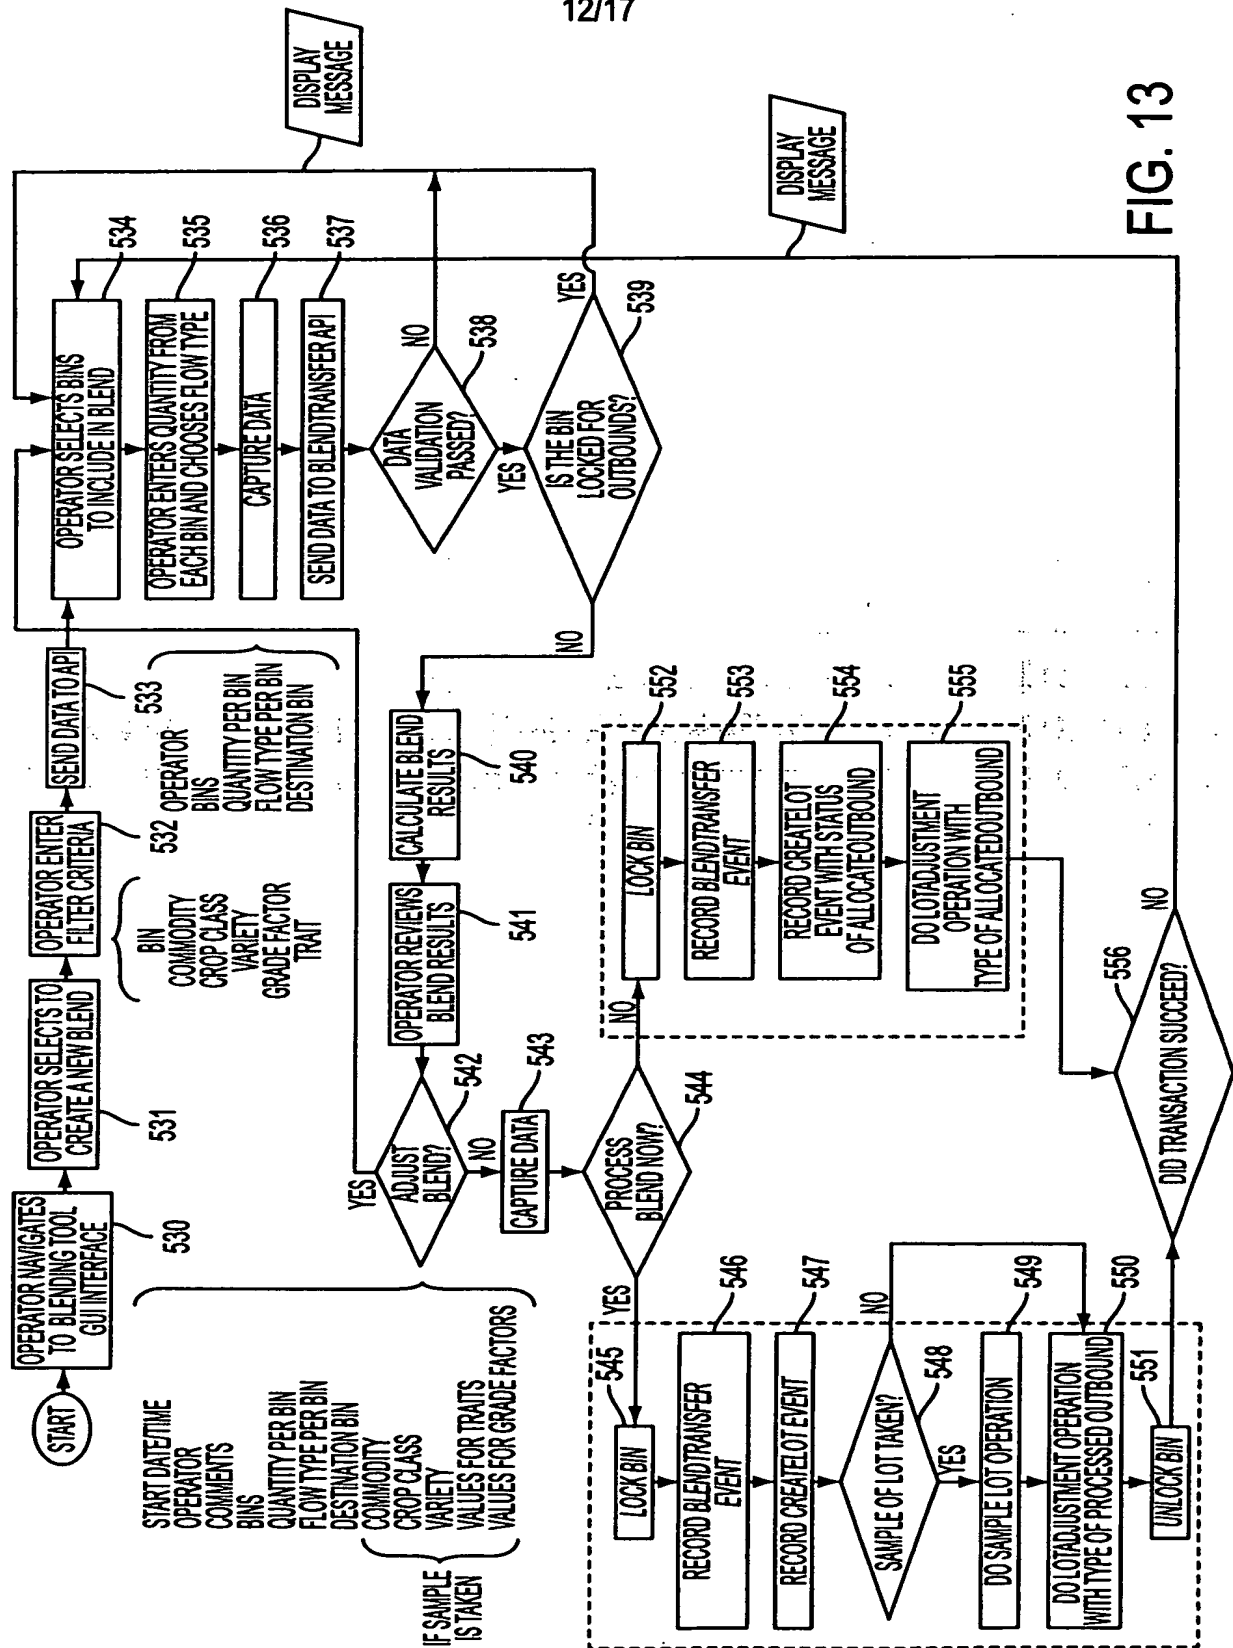 12/17
START
OPERATOR NAVIGATES
TO BLENDING TOOL
GUI INTERFACE
530
OPERATOR SELECTS TO
CREATE A NEW BLEND
531
OPERATOR ENTER
FILTER CRITERIA
532
BIN
COMMODITY
CROP CLASS
VARIETY
GRADE FACTOR
TRAIT
SEND DATA TO API
533
OPERATOR
BINS
QUANTITY PER BIN
FLOW TYPE PER BIN
DESTINATION BIN
OPERATOR SELECTS BINS
TO INCLUDE IN BLEND
534
OPERATOR ENTERS QUANTITY FROM
EACH BIN AND CHOOSES FLOW TYPE
535
CAPTURE DATA
536
SEND DATA TO BLENDTRANSFER API
537
DATA
VALIDATION
PASSED?
538
NO
YES
IS THE BIN
LOCKED FOR
OUTBOUNDS?
539
YES
NO
DISPLAY
MESSAGE
CALCULATE BLEND
RESULTS
540
OPERATOR REVIEWS
BLEND RESULTS
541
ADJUST
BLEND?
542
YES
NO
START DATE/TIME
OPERATOR
COMMENTS
BINS
QUANTITY PER BIN
FLOW TYPE PER BIN
DESTINATION BIN
COMMODITY
CROP CLASS
VARIETY
VALUES FOR TRAITS
VALUES FOR GRADE FACTORS
IF SAMPLE
IS TAKEN
CAPTURE DATA
543
PROCESS
BLEND NOW?
544
YES
NO
LOCK BIN
545
RECORD BLENDTRANSFER
EVENT
546
RECORD CREATELOT EVENT
547
SAMPLE OF LOT TAKEN?
548
NO
YES
DO SAMPLE LOT OPERATION
549
DO LOTADJUSTMENT OPERATION
WITH TYPE OF PROCESSED OUTBOUND
550
UNLOCK BIN
551
LOCK BIN
552
RECORD BLENDTRANSFER
EVENT
553
RECORD CREATELOT
EVENT WITH STATUS
OF ALLOCATEOUTBOUND
554
DO LOTADJUSTMENT
OPERATION WITH
TYPE OF ALLOCATEDOUTBOUND
555
DID TRANSACTION SUCCEED?
556
NO
DISPLAY
MESSAGE
FIG. 13